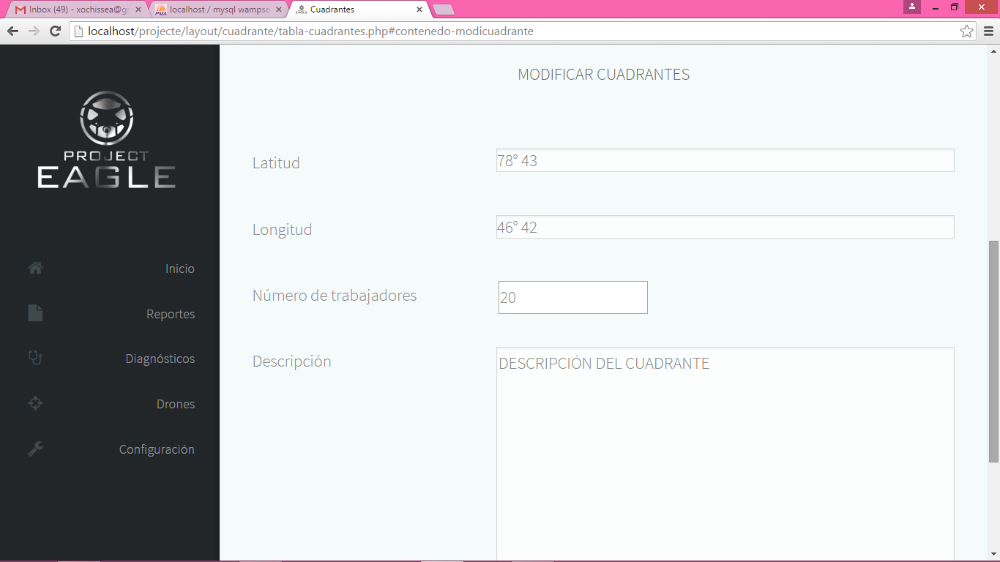 Inbox (49) - xochissea@gr
localhost / mysql wampse
Cuadrantes
localhost/projecte/layout/cuadrante/tabla-cuadrantes.php#contenedo-modicuadrante
PROJECT
EAGLE
Inicio
Reportes
Diagnósticos
Drones
Configuración
MODIFICAR CUADRANTES
Latitud
78° 43
Longitud
46° 42
Número de trabajadores
20
Descripción
DESCRIPCIÓN DEL CUADRANTE